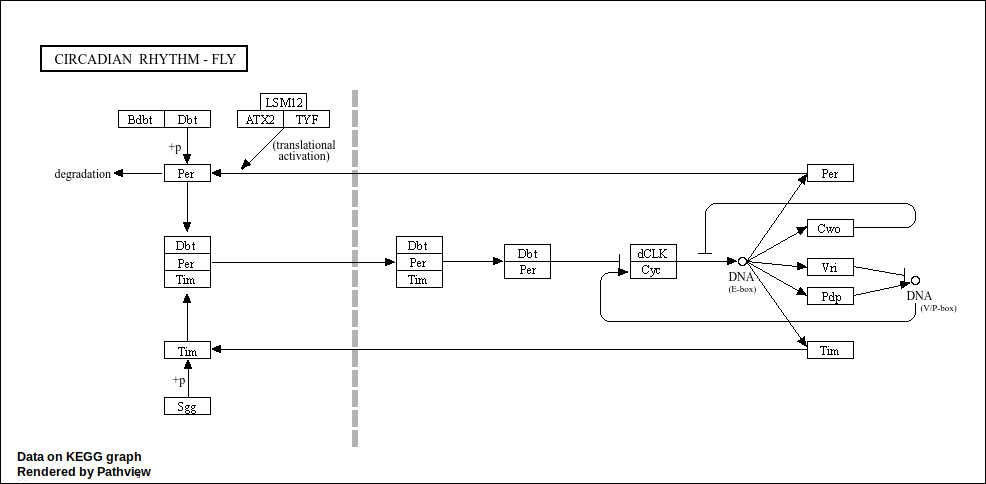 CIRCADIAN RHYTHM - FLY
LSM12
Bdbt Dbt ATX2 TYF
+p
(translational
activation)
degradation Per Per
Cwo
Dbt Dbt Dbt dCLK
Per Per Per Cyc
Tim Tim
DNA
(E-box)
Vri
Pdp
DNA
(V/P-box)
Tim Tim
+p
Sgg
Data on KEGG graph
Rendered by Pathview